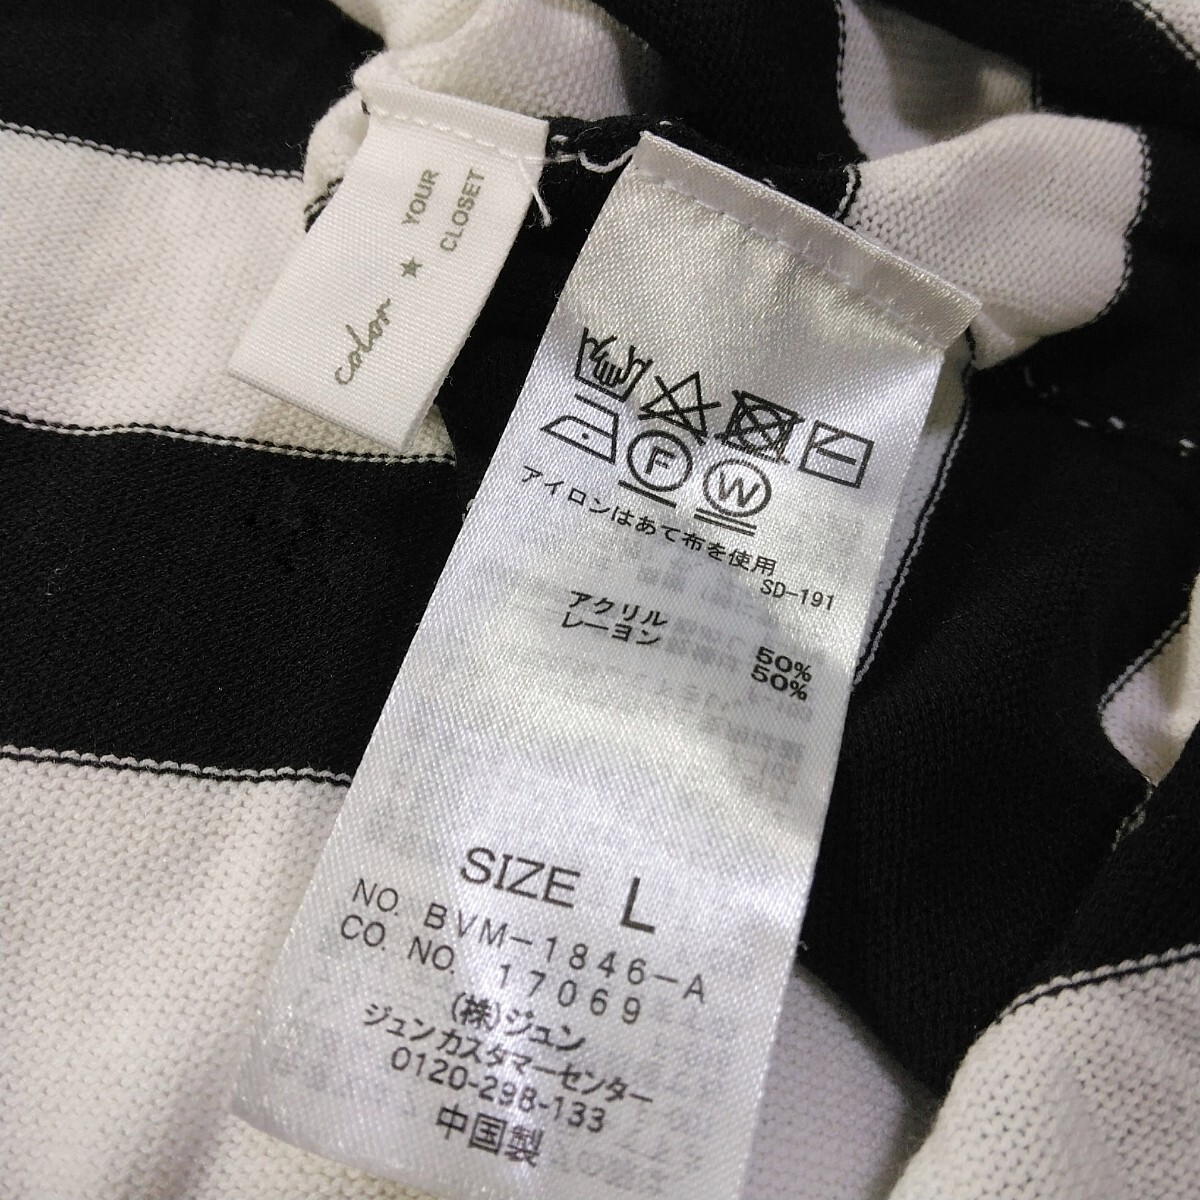 color ★ YOUR
CLOSET
F
W
アイロンはあて布を使用
SD-191
アクリル 50%
レーヨン 50%
SIZE L
NO. BVM-1846-A
CO. NO. 17069
(株)ジュン
ジュンカスタマーセンター
0120-298-133
中国製